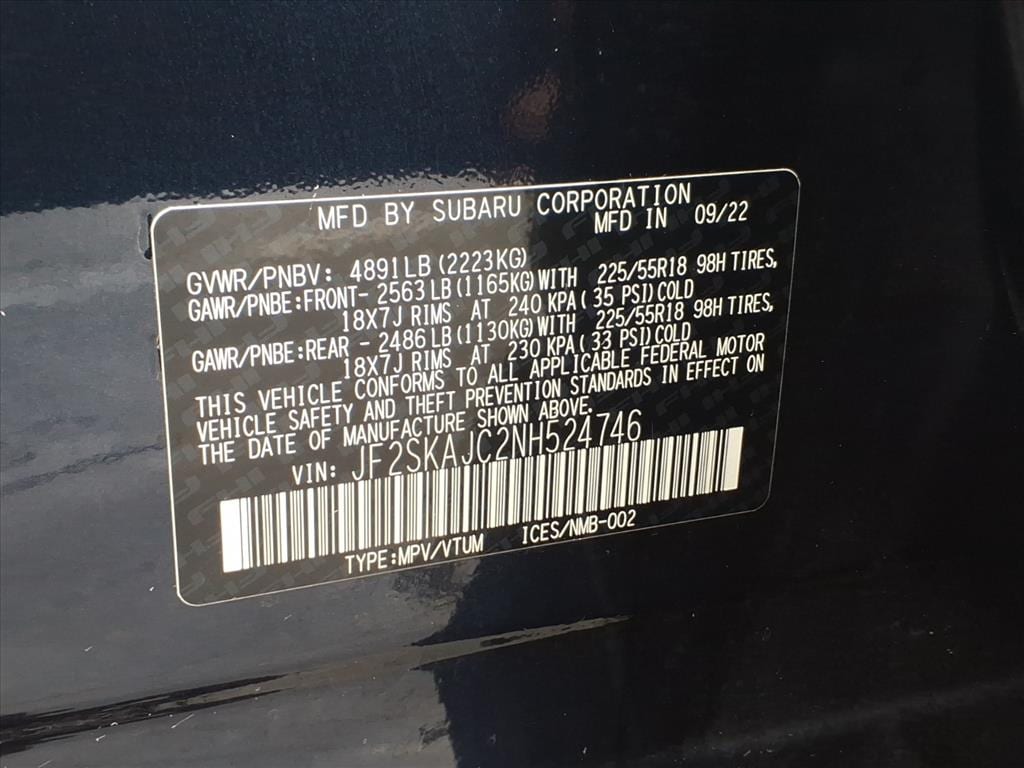 MFD BY SUBARU CORPORATION
MFD IN 09/22
GVWR/PNBV: 4891LB (2223KG)
GAWR/PNBE:FRONT- 2563 LB (1165KG) WITH 225/55R18 98H TIRES,
18X7J RIMS AT 240 KPA( 35 PSI) COLD
GAWR/PNBE:REAR - 2486 LB (1130KG) WITH 225/55R18 98H TIRES,
18X7J RIMS AT 230 KPA( 33 PSI) COLD
THIS VEHICLE CONFORMS TO ALL APPLICABLE FEDERAL MOTOR
VEHICLE SAFETY AND THEFT PREVENTION STANDARDS IN EFFECT ON
THE DATE OF MANUFACTURE SHOWN ABOVE.
VIN: JF2SKAJC2NH524746
TYPE:MPV/VTUM ICES/NMB-002